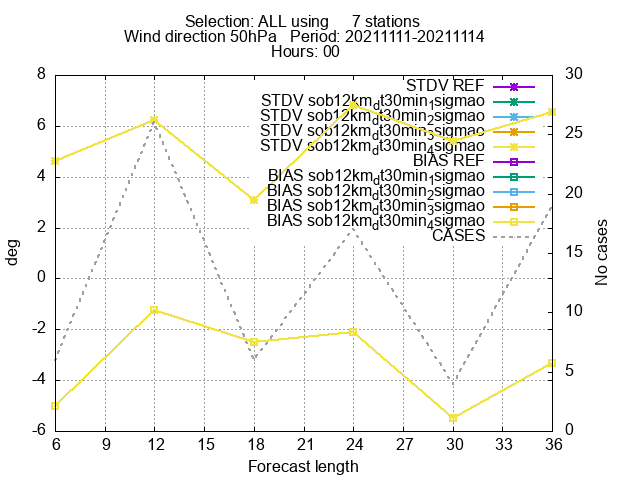 Selection: ALL using 7 stations
Wind direction 50hPa Period: 20211111-20211114
Hours: 00
STDV REF
STDV sob12km_dt30min_1sigmao
STDV sob12km_dt30min_2sigmao
STDV sob12km_dt30min_3sigmao
STDV sob12km_dt30min_4sigmao
BIAS REF
BIAS sob12km_dt30min_1sigmao
BIAS sob12km_dt30min_2sigmao
BIAS sob12km_dt30min_3sigmao
BIAS sob12km_dt30min_4sigmao
CASES
8
6
4
2
0
-2
-4
-6
deg
30
25
20
15
10
5
0
No cases
6 9 12 15 18 21 24 27 30 33 36
Forecast length